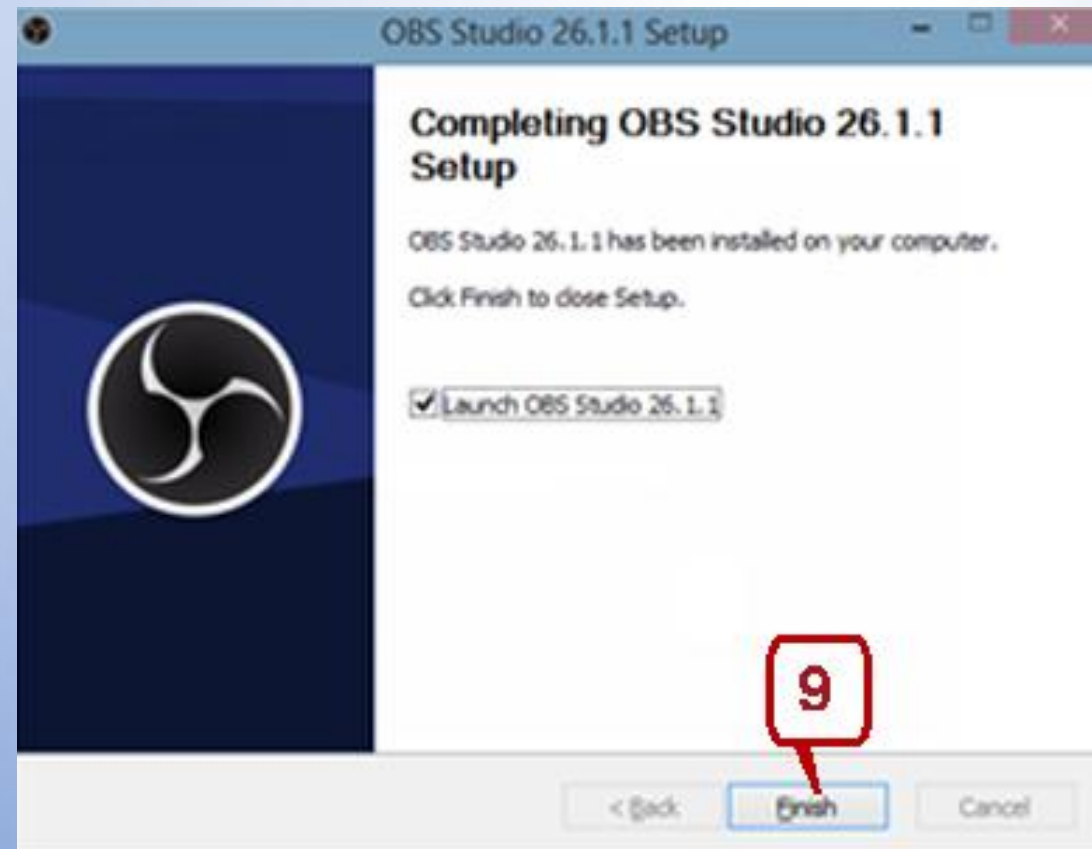 OBS Studio 26.1.1 Setup
Completing OBS Studio 26.1.1
Setup
OBS Studio 26.1.1 has been installed on your computer.
Click Finish to close Setup.
Launch OBS Studio 26.1.1
9
< Back
Finish
Cancel